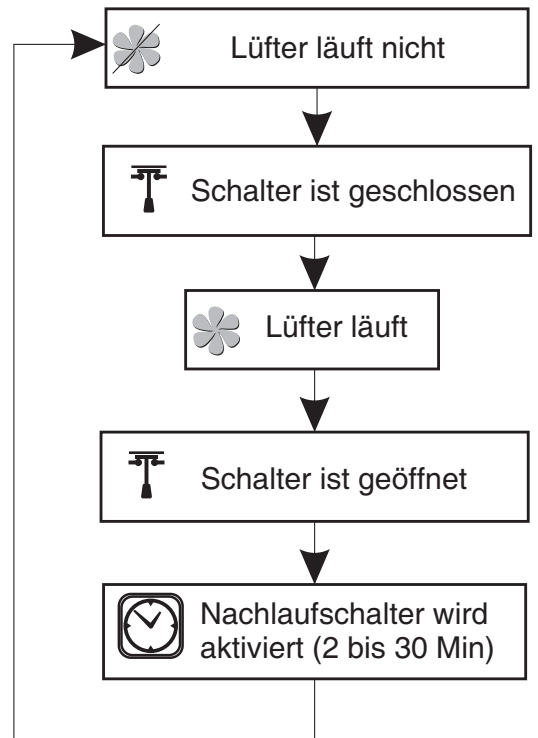 Lüfter läuft nicht
Schalter ist geschlossen
Lüfter läuft
Schalter ist geöffnet
Nachlaufschalter wird
aktiviert (2 bis 30 Min)